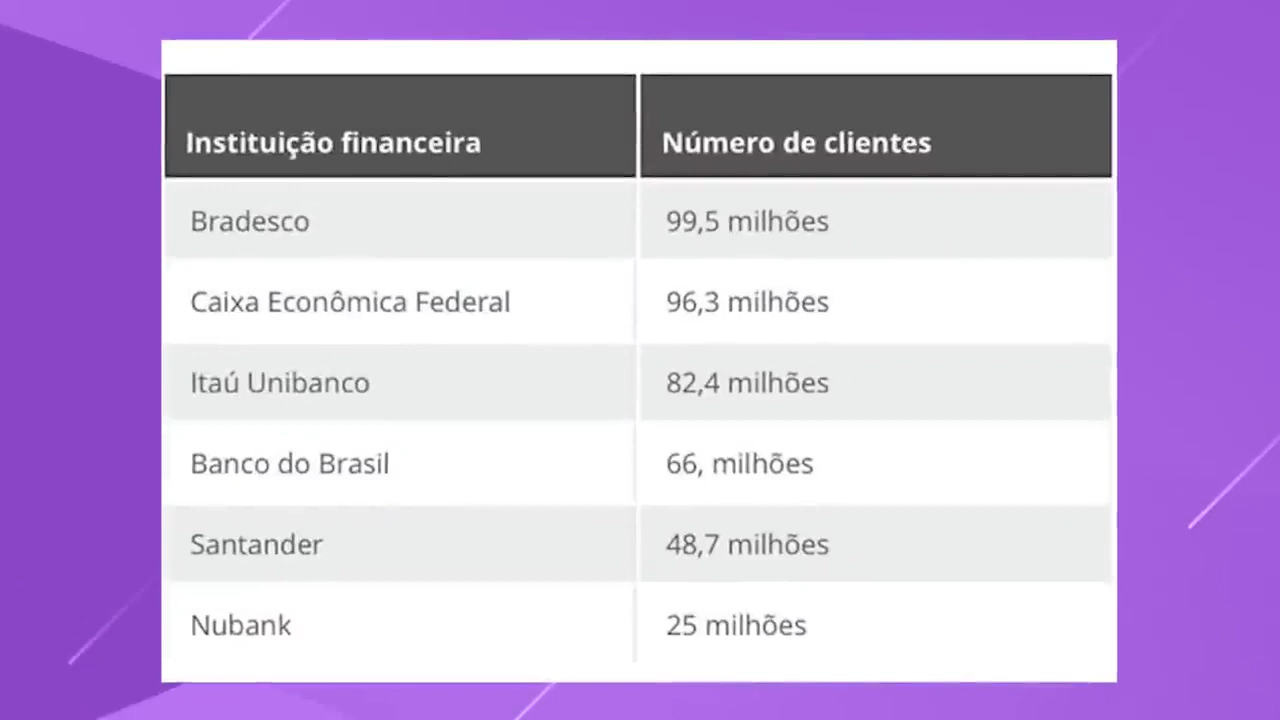 Instituição financeira Número de clientes
Bradesco 99,5 milhões
Caixa Econômica Federal 96,3 milhões
Itaú Unibanco 82,4 milhões
Banco do Brasil 66, milhões
Santander 48,7 milhões
Nubank 25 milhões